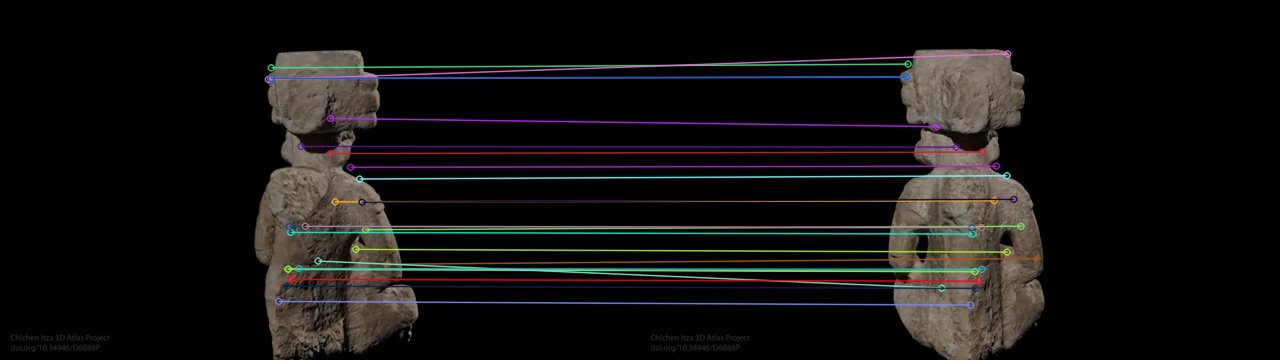 Chichen Itza 3D Atlas Project
doi.org/10.34946/D6B88P
Chichen Itza 3D Atlas Project
doi.org/10.34946/D6B88P